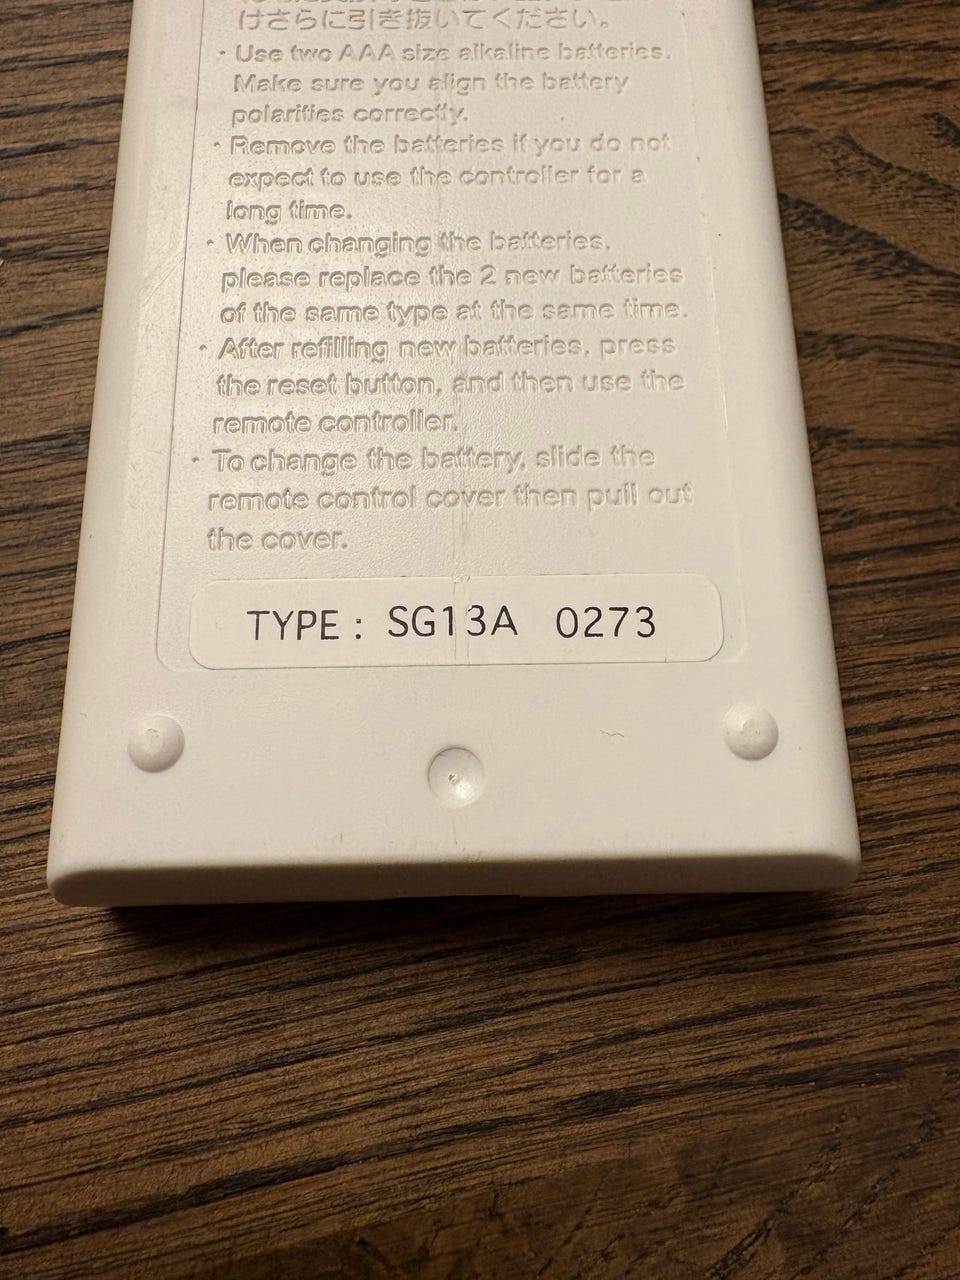 けさらに引き抜いてください。
・Use two AAA size alkaline batteries.
Make sure you align the battery
polarities correctly.
・Remove the batteries if you do not
expect to use the controller for a
long time.
・When changing the batteries,
please replace the 2 new batteries
of the same type at the same time.
・After refilling new batteries, press
the reset button, and then use the
remote controller.
・To change the battery, slide the
remote control cover then pull out
the cover.
TYPE : SG13A 0273